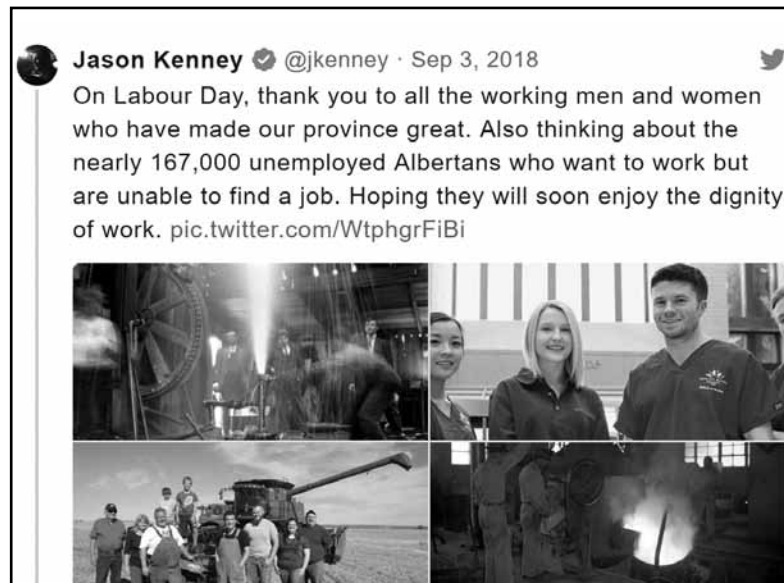 Jason Kenney @jkenney · Sep 3, 2018
On Labour Day, thank you to all the working men and women
who have made our province great. Also thinking about the
nearly 167,000 unemployed Albertans who want to work but
are unable to find a job. Hoping they will soon enjoy the dignity
of work. pic.twitter.com/WtphgrFiBi